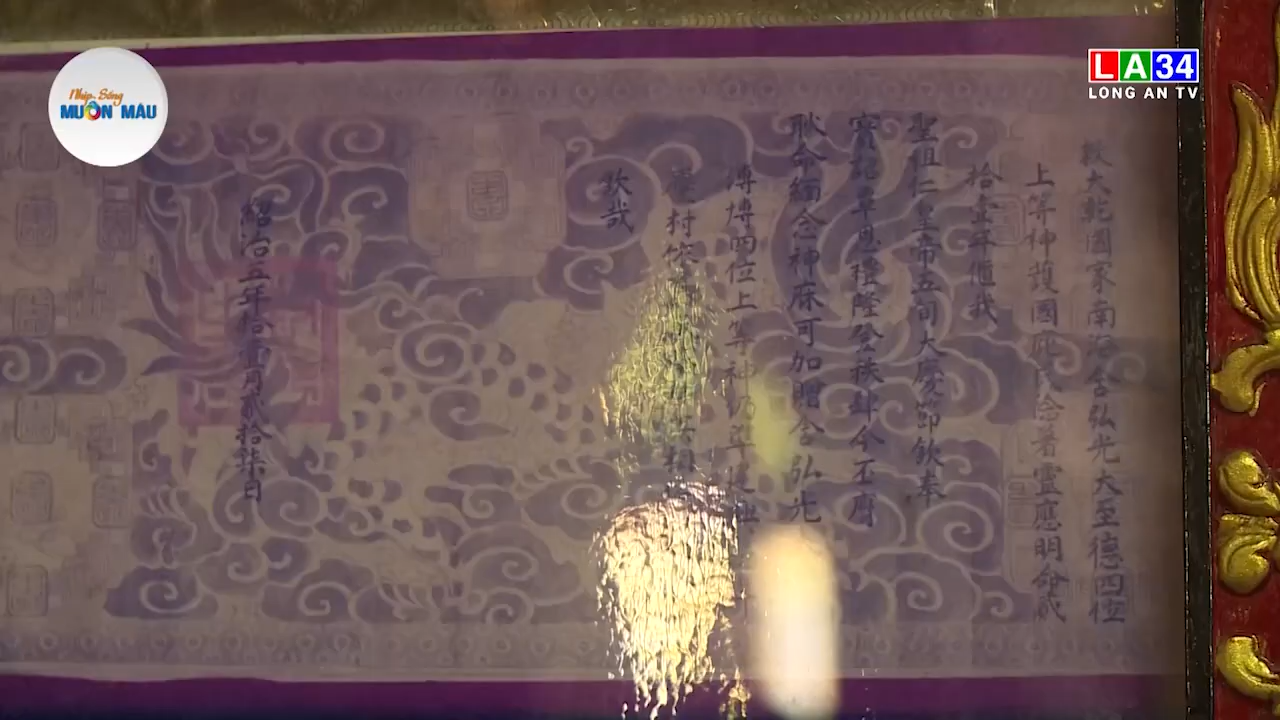 Nhịp Sống
MUÔN MÀU
LA34
LONG AN TV
敕大乾國家南海含弘光大至德四位
上等神護國庇民念著靈應明命貳
拾壹年值我
聖祖仁皇帝五旬大慶節欽奉
寶詔覃恩禮隆登秩肆今丕膺
耿命緬念神庥可加贈含弘光
溥博四位上等神仍準
村依
欽哉
紹治五年拾壹月貳拾柒日